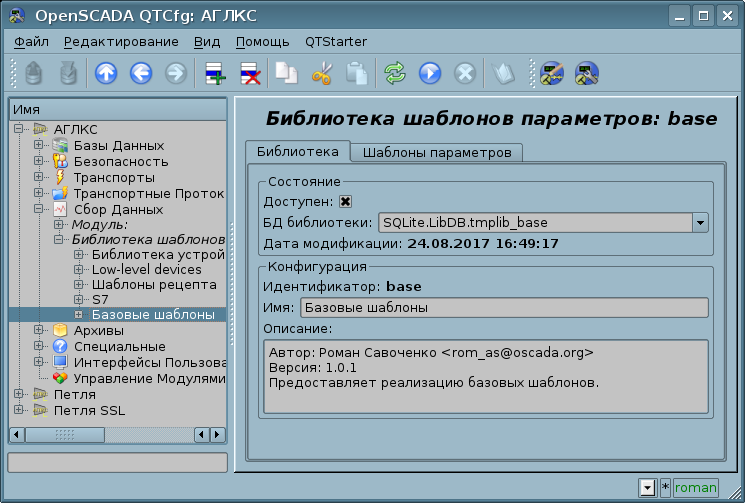 OpenSCADA QTCfg: АГЛКС
Файл Редактирование Вид Помощь QTStarter
Имя
АГЛКС
Базы Данных
Безопасность
Транспорты
Транспортные Проток
Сбор Данных
Модуль:
Библиотека шаблонов
Библиотека устрой
Low-level devices
Шаблоны рецепта
S7
Базовые шаблоны
Архивы
Специальные
Интерфейсы Пользова
Управление Модулями
Петля
Петля SSL
Библиотека шаблонов параметров: base
Библиотека Шаблоны параметров
Состояние
Доступен:
БД библиотеки: SQLite.LibDB.tmplib_base
Дата модификации: 24.08.2017 16:49:17
Конфигурация
Идентификатор: base
Имя: Базовые шаблоны
Описание:
Автор: Роман Савоченко <rom_as@oscada.org>
Версия: 1.0.1
Предоставляет реализацию базовых шаблонов.
* roman